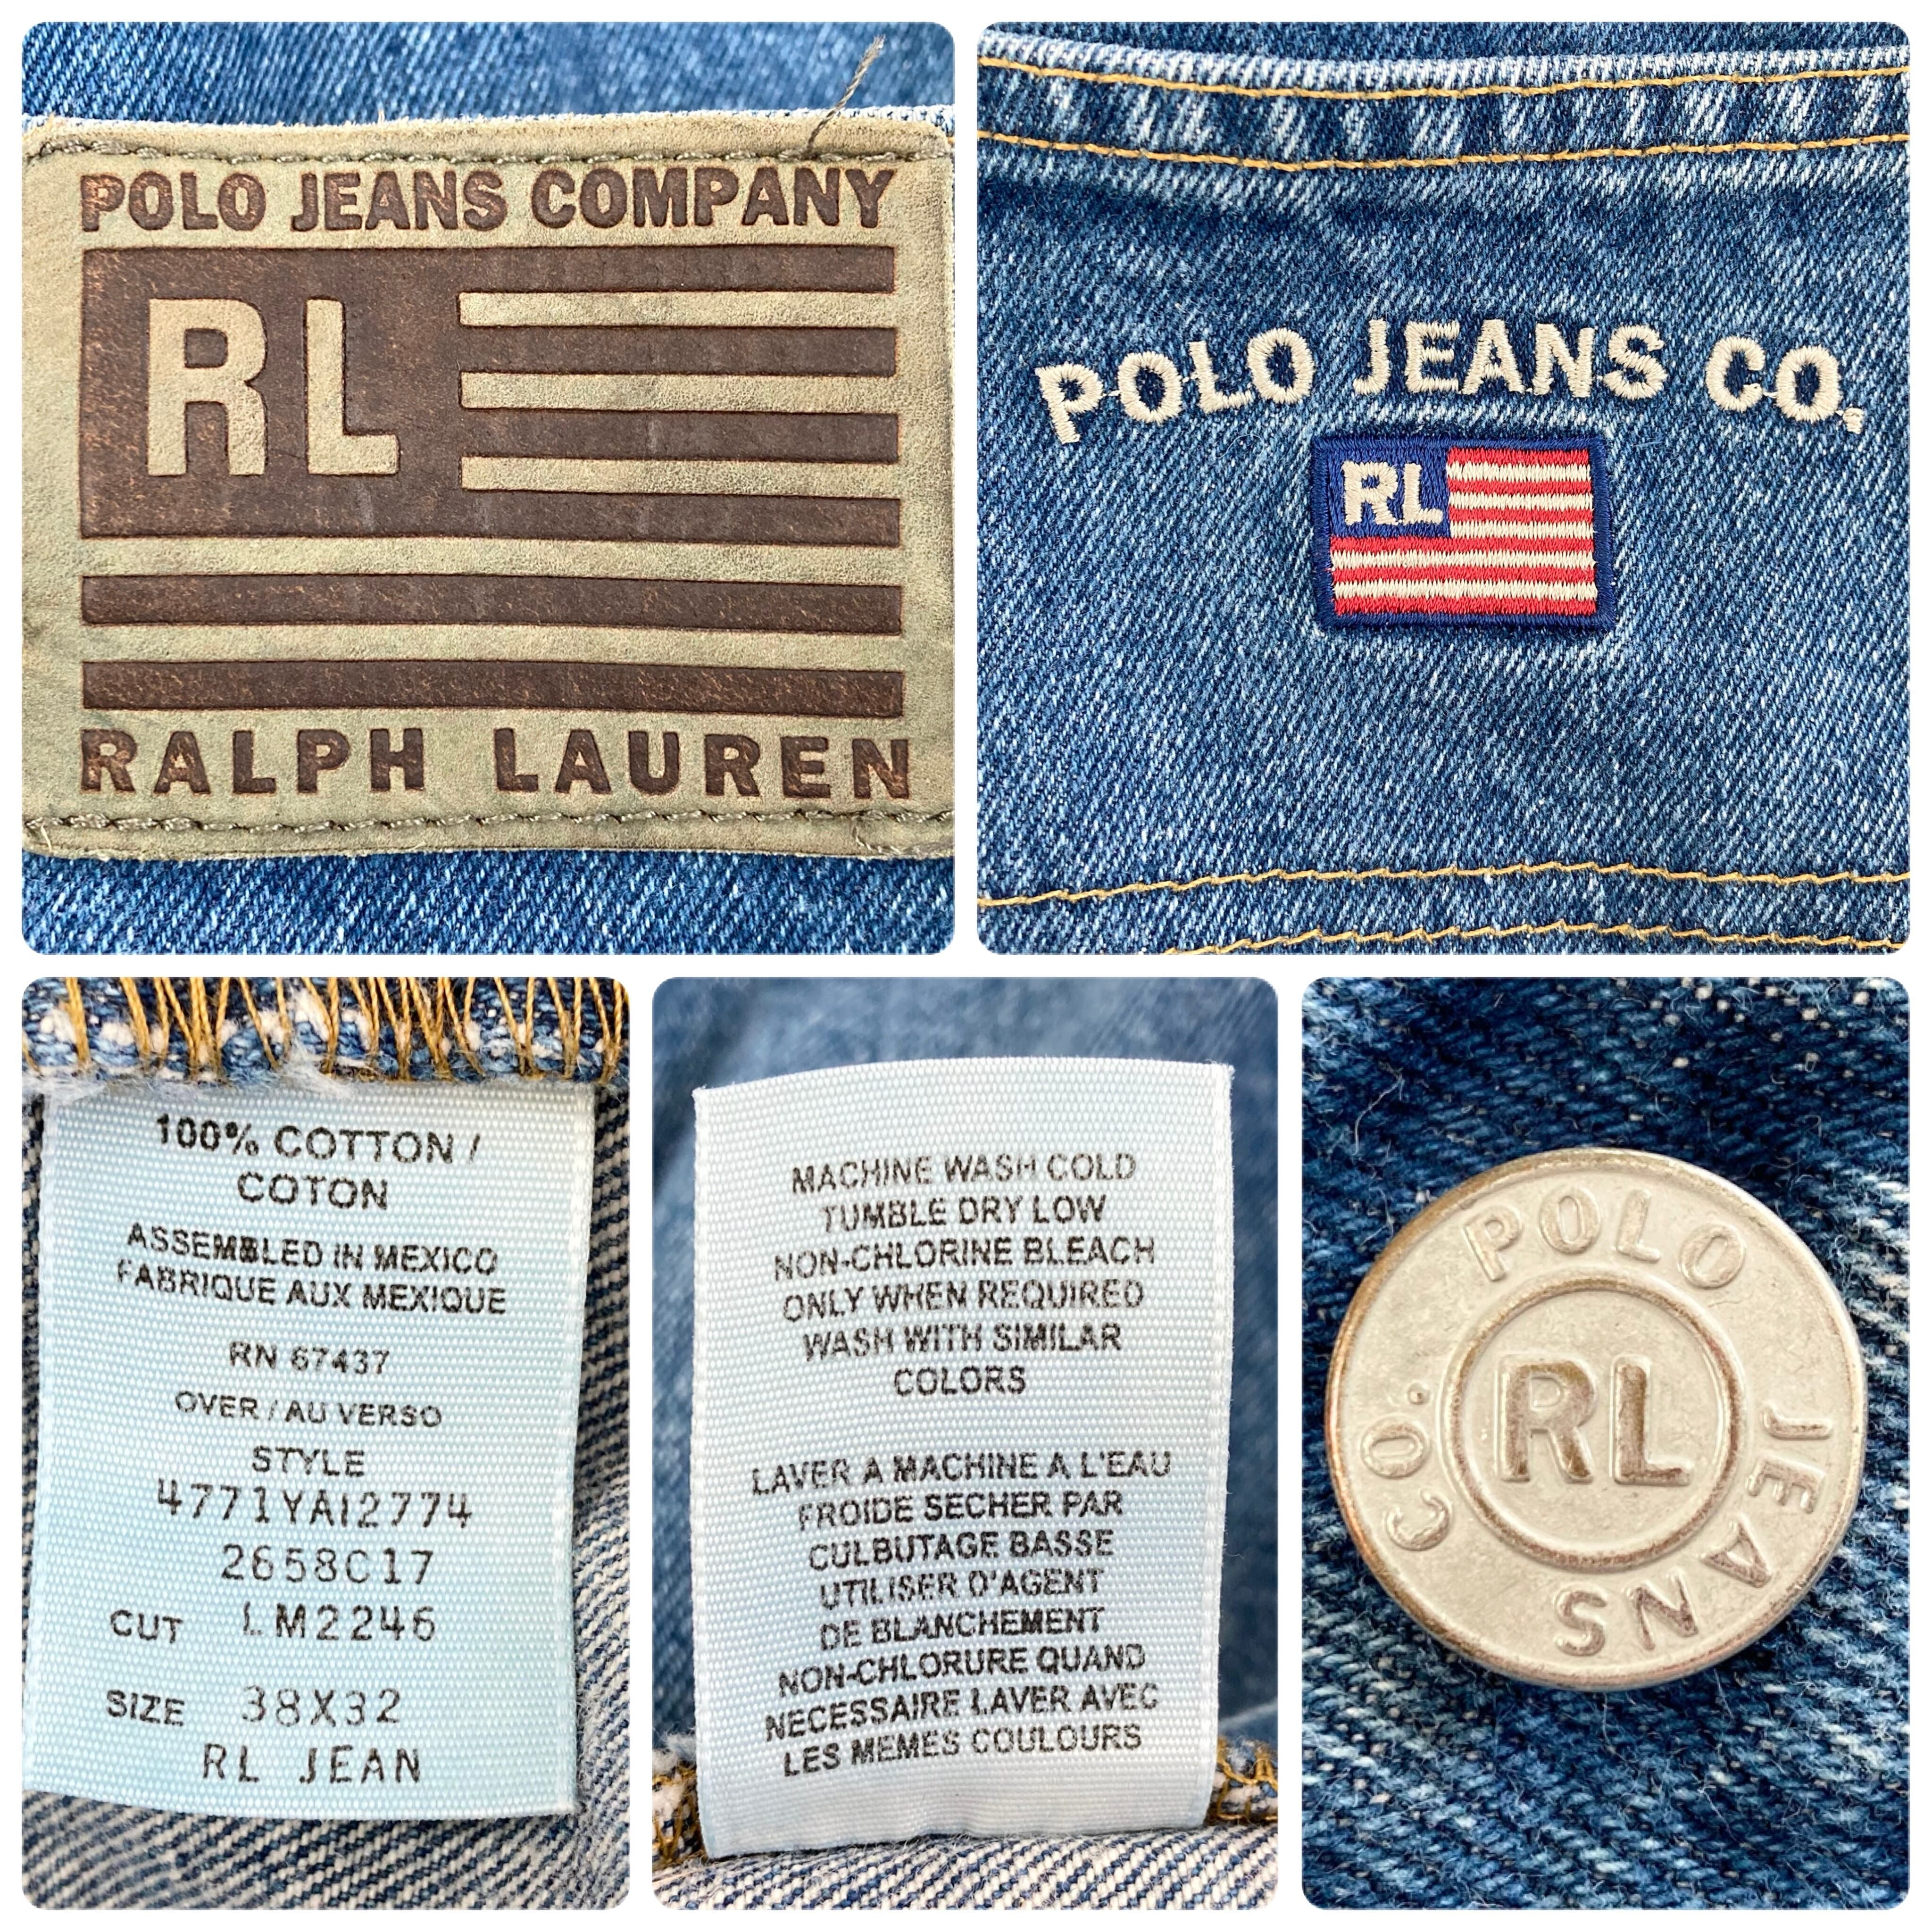 POLO JEANS COMPANY
RL
RALPH LAUREN
POLO JEANS CO.
RL
100% COTTON /
COTON
ASSEMBLED IN MEXICO
FABRIQUE AUX MEXIQUE
RN 67437
OVER / AU VERSO
STYLE
4771YAI2774
2658C17
CUT LM2246
SIZE 38X32
RL JEAN
MACHINE WASH COLD
TUMBLE DRY LOW
NON-CHLORINE BLEACH
ONLY WHEN REQUIRED
WASH WITH SIMILAR
COLORS
LAVER A MACHINE A L'EAU
FROIDE SECHER PAR
CULBUTAGE BASSE
UTILISER D'AGENT
DE BLANCHEMENT
NON-CHLORURE QUAND
NECESSAIRE LAVER AVEC
LES MEMES COULOURS
POLO JEANS CO.
RL